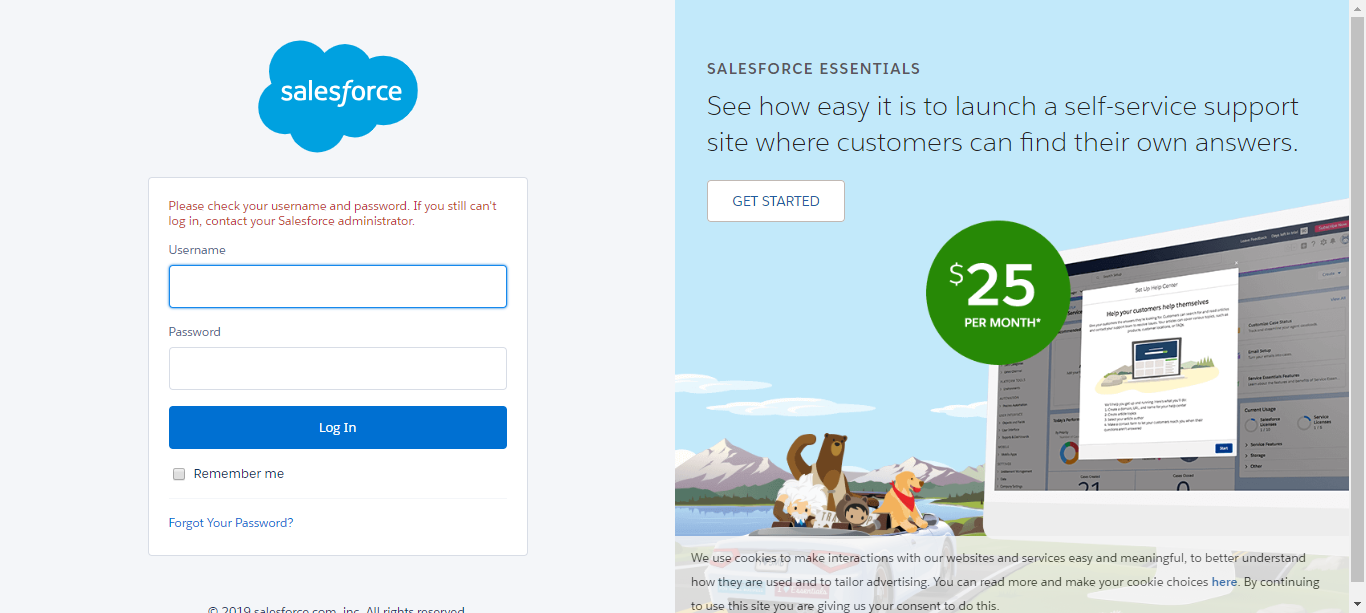 salesforce
Please check your username and password. If you still can't
log in, contact your Salesforce administrator.
Username
Password
Log In
Remember me
Forgot Your Password?
© 2019 salesforce.com, inc. All rights reserved.
SALESFORCE ESSENTIALS
See how easy it is to launch a self-service support
site where customers can find their own answers.
GET STARTED
$25
PER MONTH*
Set Up Help Center
Help your customers help themselves
Start
We use cookies to make interactions with our websites and services easy and meaningful, to better understand
how they are used and to tailor advertising. You can read more and make your cookie choices here. By continuing
to use this site you are giving us your consent to do this.